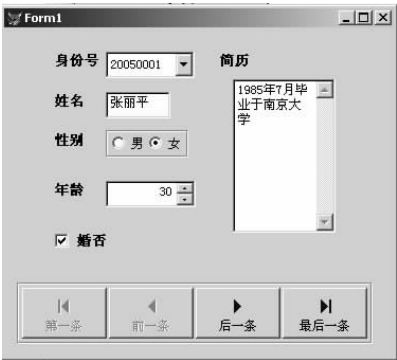 Form1
身份号 20050001
姓名 张丽平
性别 男 女
年龄 30
婚否
简历
1985年7月毕
业于南京大
学
第一条 前一条 后一条 最后一条